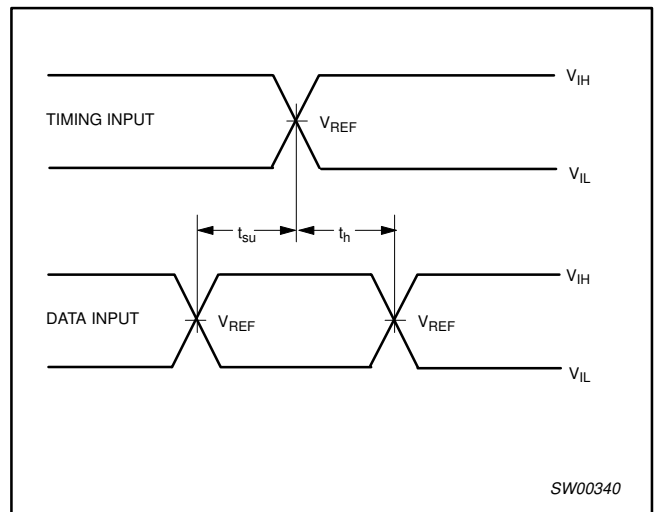 V_IH
TIMING INPUT
V_REF
V_IL
t_su
t_h
V_IH
DATA INPUT
V_REF
V_REF
V_IL
SW00340